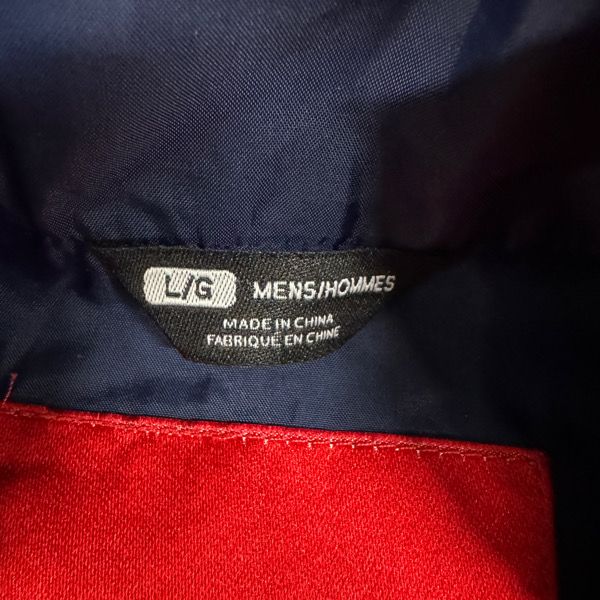 L/G MENS/HOMMES
MADE IN CHINA
FABRIQUE EN CHINE